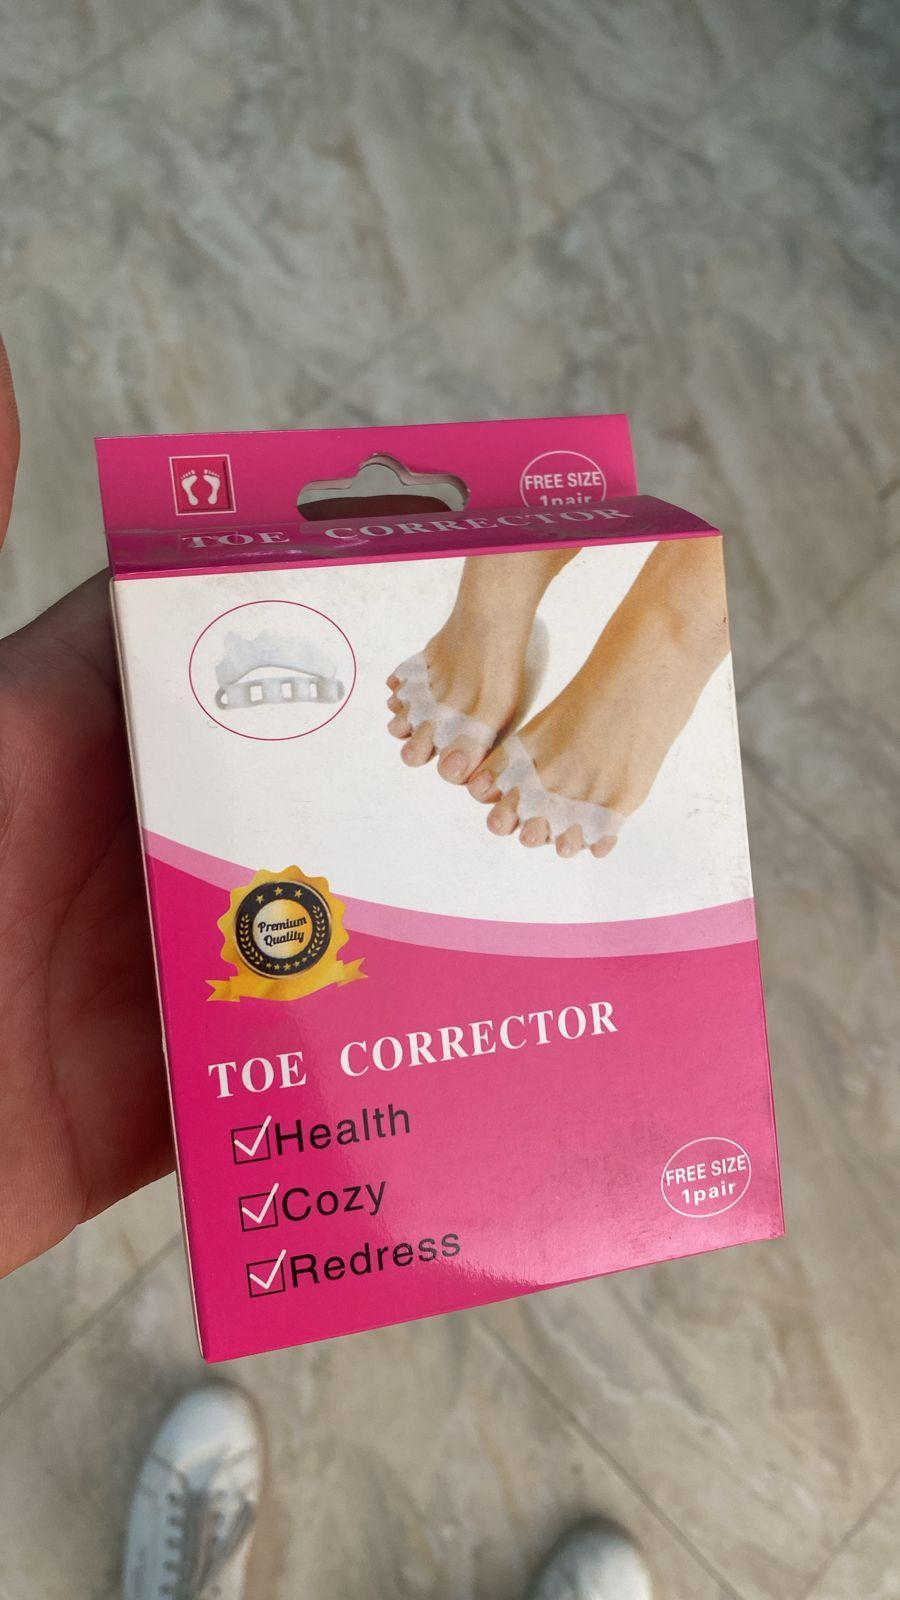 FREE SIZE
1pair
TOE CORRECTOR
Premium
Quality
TOE CORRECTOR
Health
Cozy
Redress
FREE SIZE
1pair